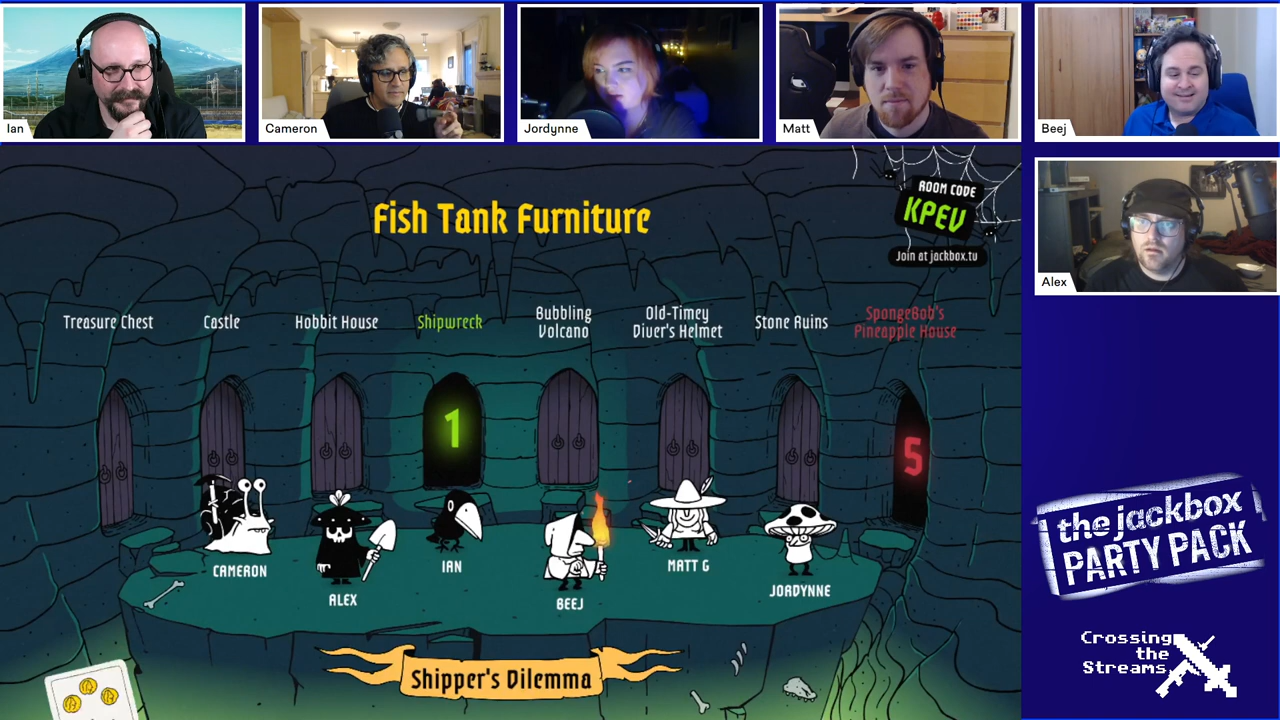 Ian
Cameron
Jordynne
Matt
Beej
Alex
ROOM CODE
KPEV
Join at jackbox.tv
Fish Tank Furniture
Treasure Chest
Castle
Hobbit House
Shipwreck
Bubbling
Volcano
Old-Timey
Diver's Helmet
Stone Ruins
SpongeBob's
Pineapple House
1
5
CAMERON
ALEX
IAN
BEEJ
MATT G
JORDYNNE
Shipper's Dilemma
the jackbox
PARTY PACK
Crossing
the
Streams